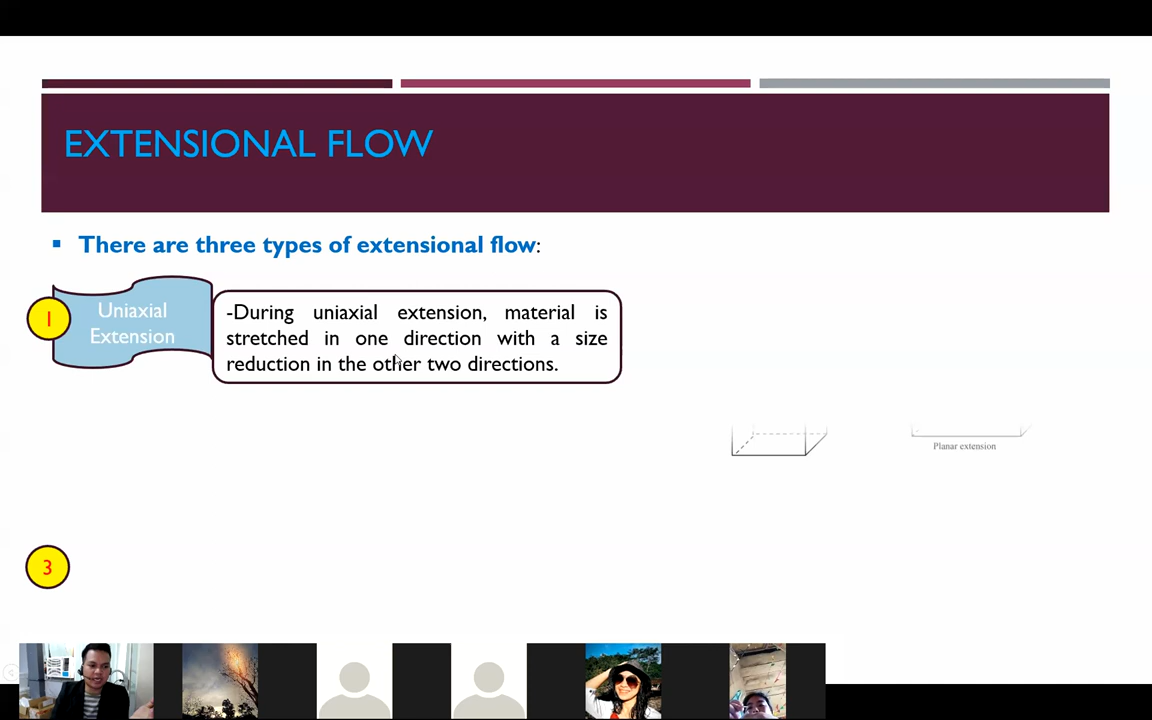 EXTENSIONAL FLOW
▪ There are three types of extensional flow:
1
Uniaxial
Extension
-During uniaxial extension, material is
stretched in one direction with a size
reduction in the other two directions.
Planar extension
3